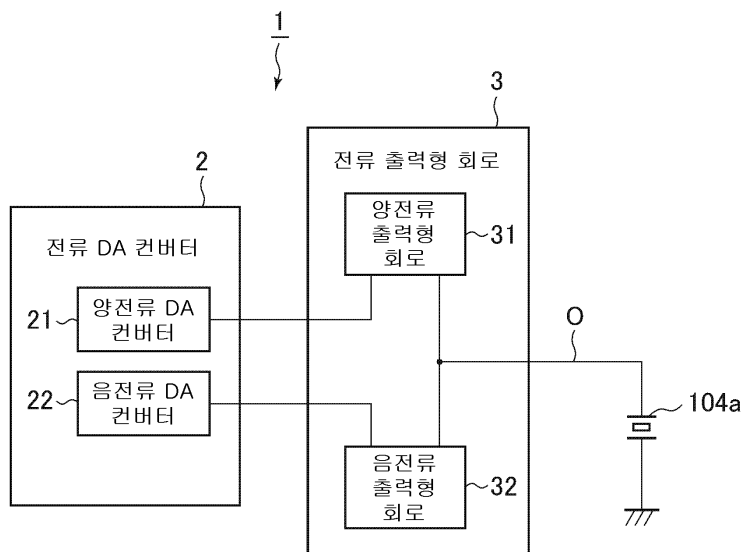 1
3
전류 출력형 회로
2
양전류
출력형
회로
31
전류 DA 컨버터
21
양전류 DA
컨버터
O
22
음전류 DA
컨버터
104a
음전류
출력형
회로
32